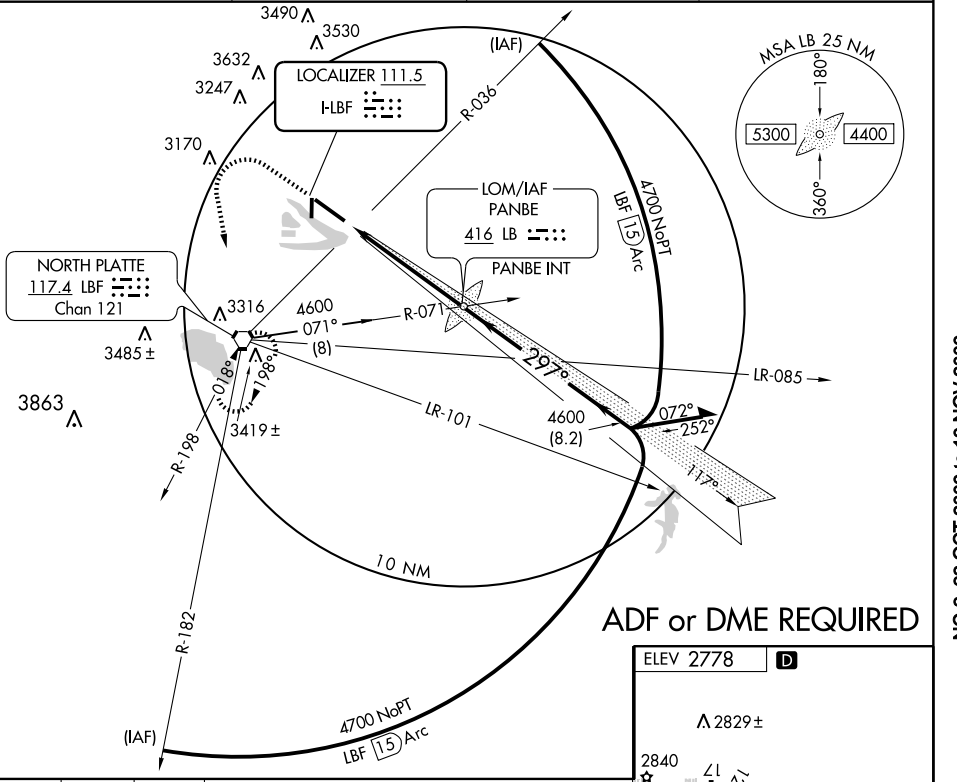 3490
3530
(IAF)
3632
3247
LOCALIZER 111.5
I-LBF
R-036
3170
MSA LB 25 NM
180°
5300
4400
360°
LOM/IAF
PANBE
416 LB
PANBE INT
4700 NoPT
LBF 15 Arc
NORTH PLATTE
117.4 LBF
Chan 121
3316
4600
071°
(8)
R-071
3485±
297°
LR-085
3863
018°
198°
LR-101
4600
(8.2)
072°
252°
3419±
R-198
117°
10 NM
R-182
ADF or DME REQUIRED
ELEV 2778 D
2829±
4700 NoPT
LBF 15 Arc
(IAF)
2840
17